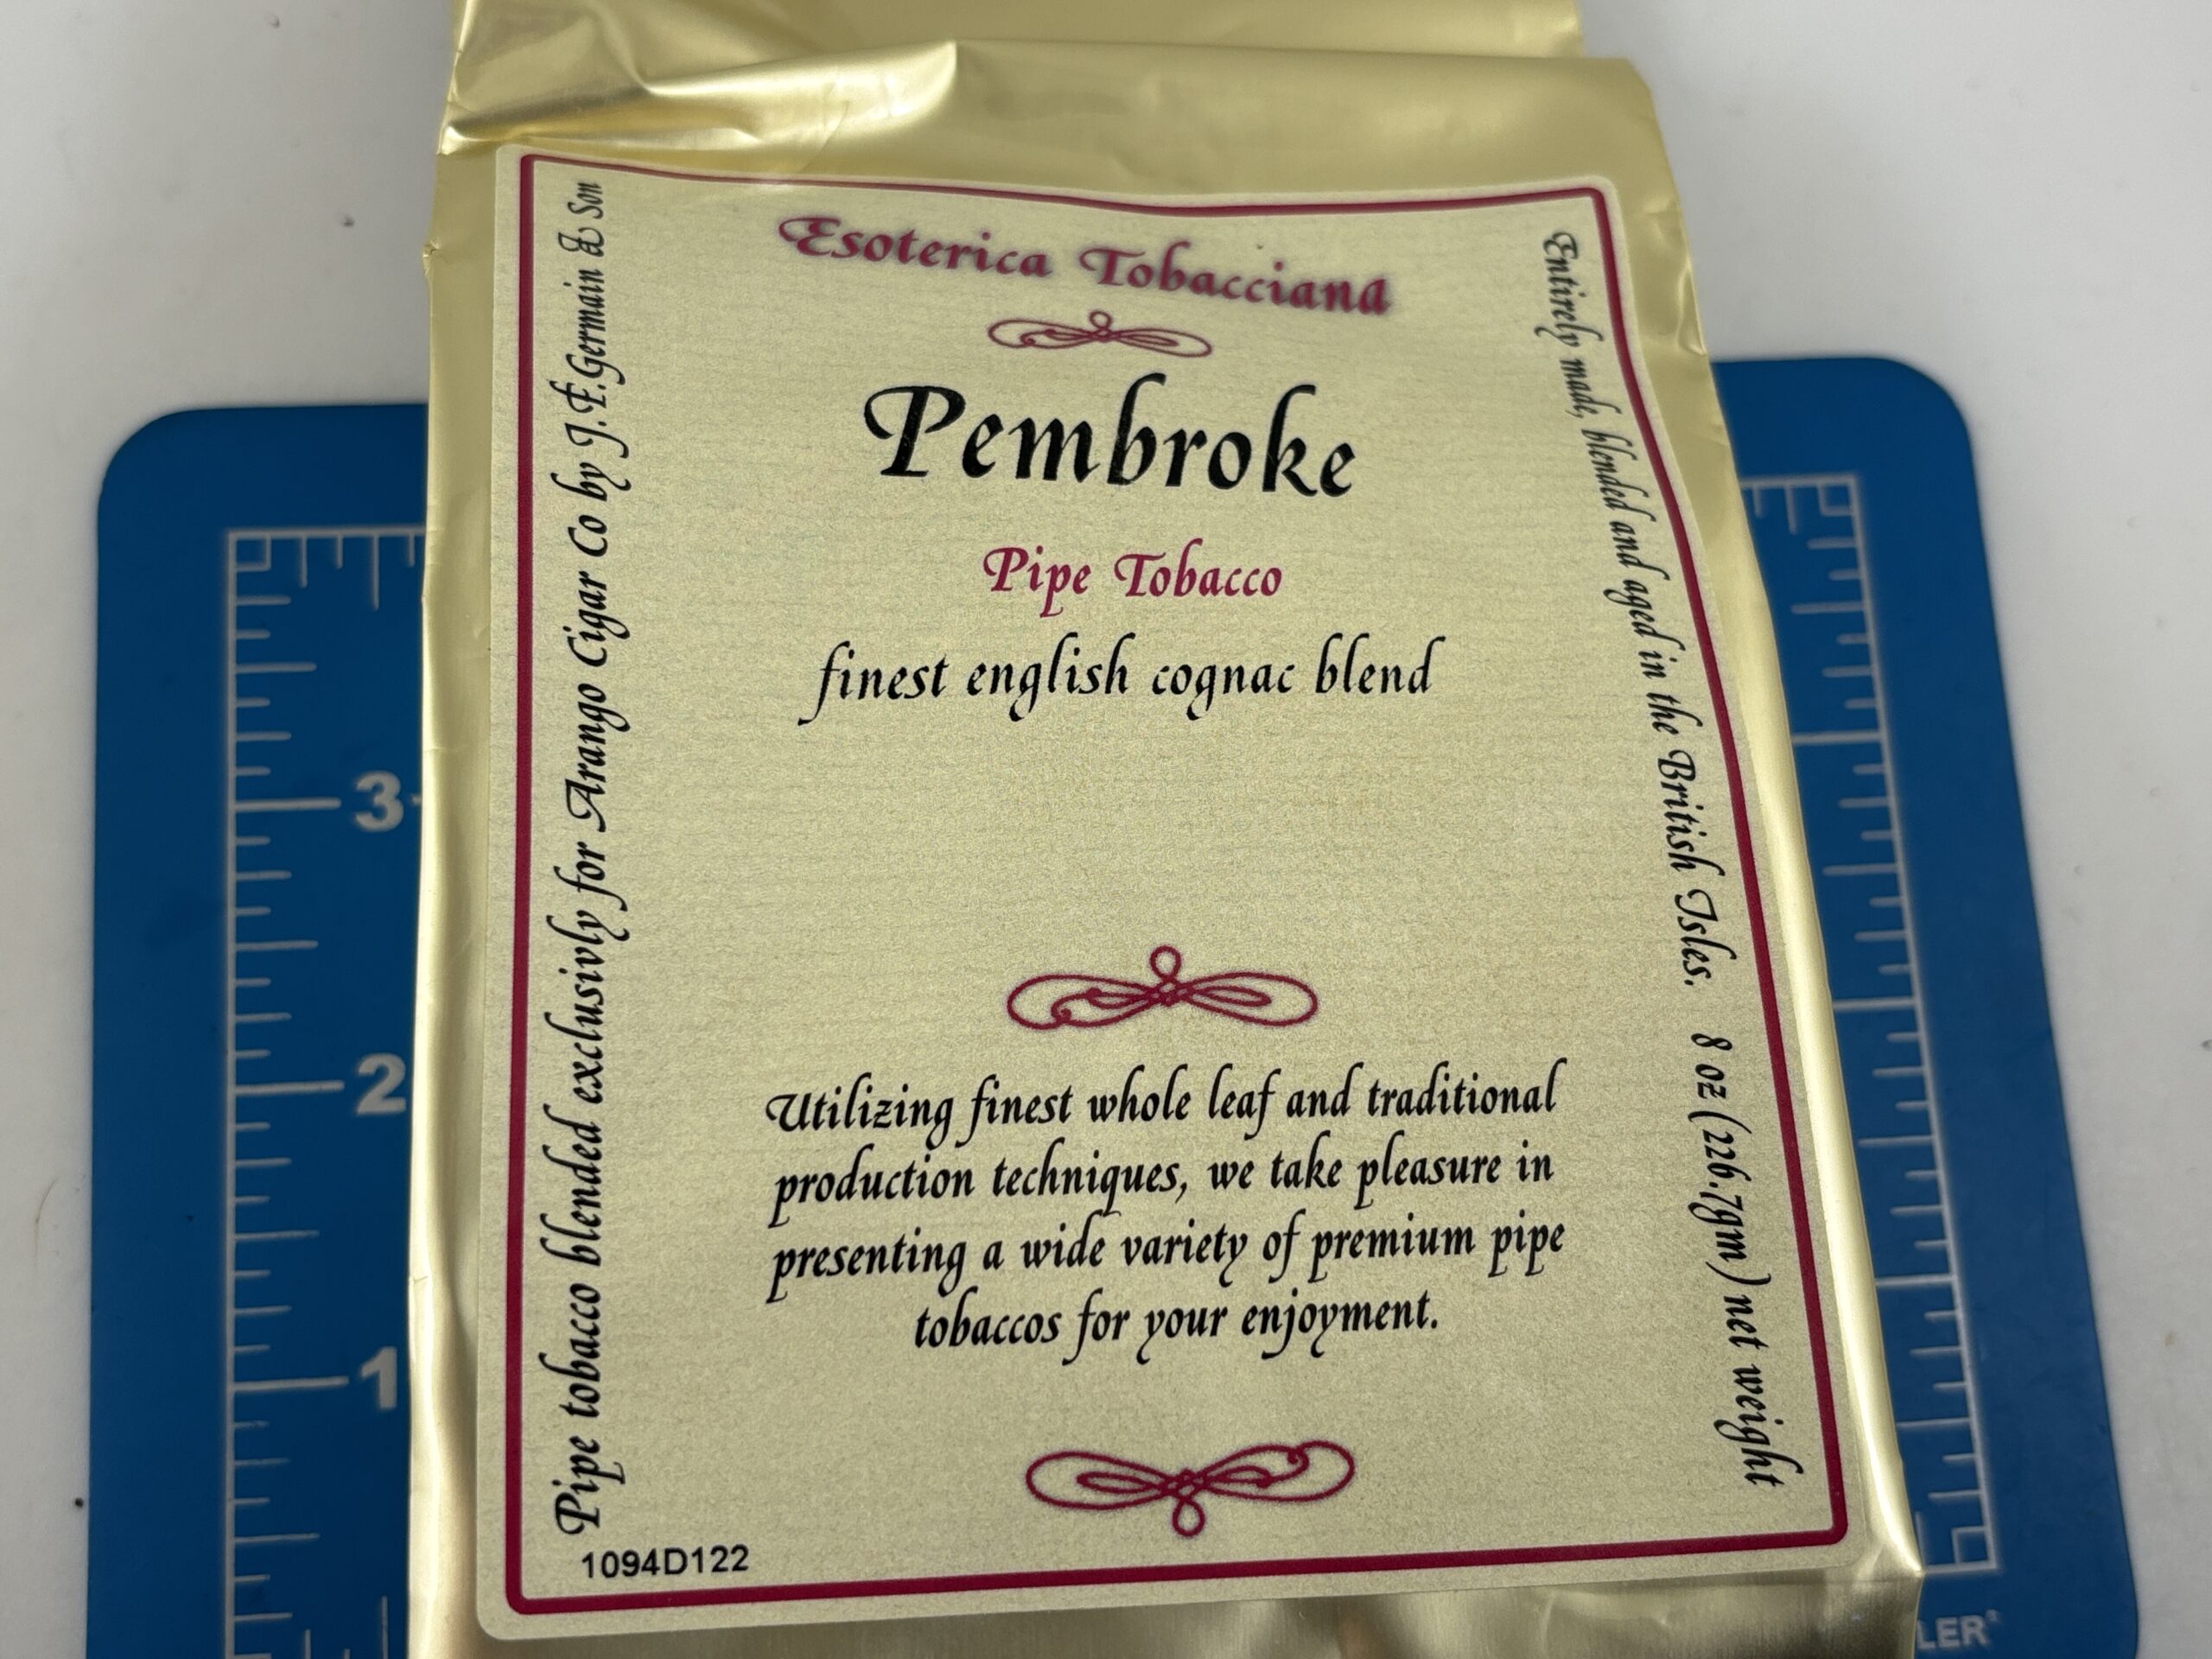 Esoterica Tobacciana
Pembroke
Pipe Tobacco
finest english cognac blend
Utilizing finest whole leaf and traditional
production techniques, we take pleasure in
presenting a wide variety of premium pipe
tobaccos for your enjoyment.
Pipe tobacco blended exclusivly for Arango Cigar Co by J.F.Germain & Son
Entirely made, blended and aged in the British Isles. 8 oz (226.7gm) net weight
1094D122
3
2
1